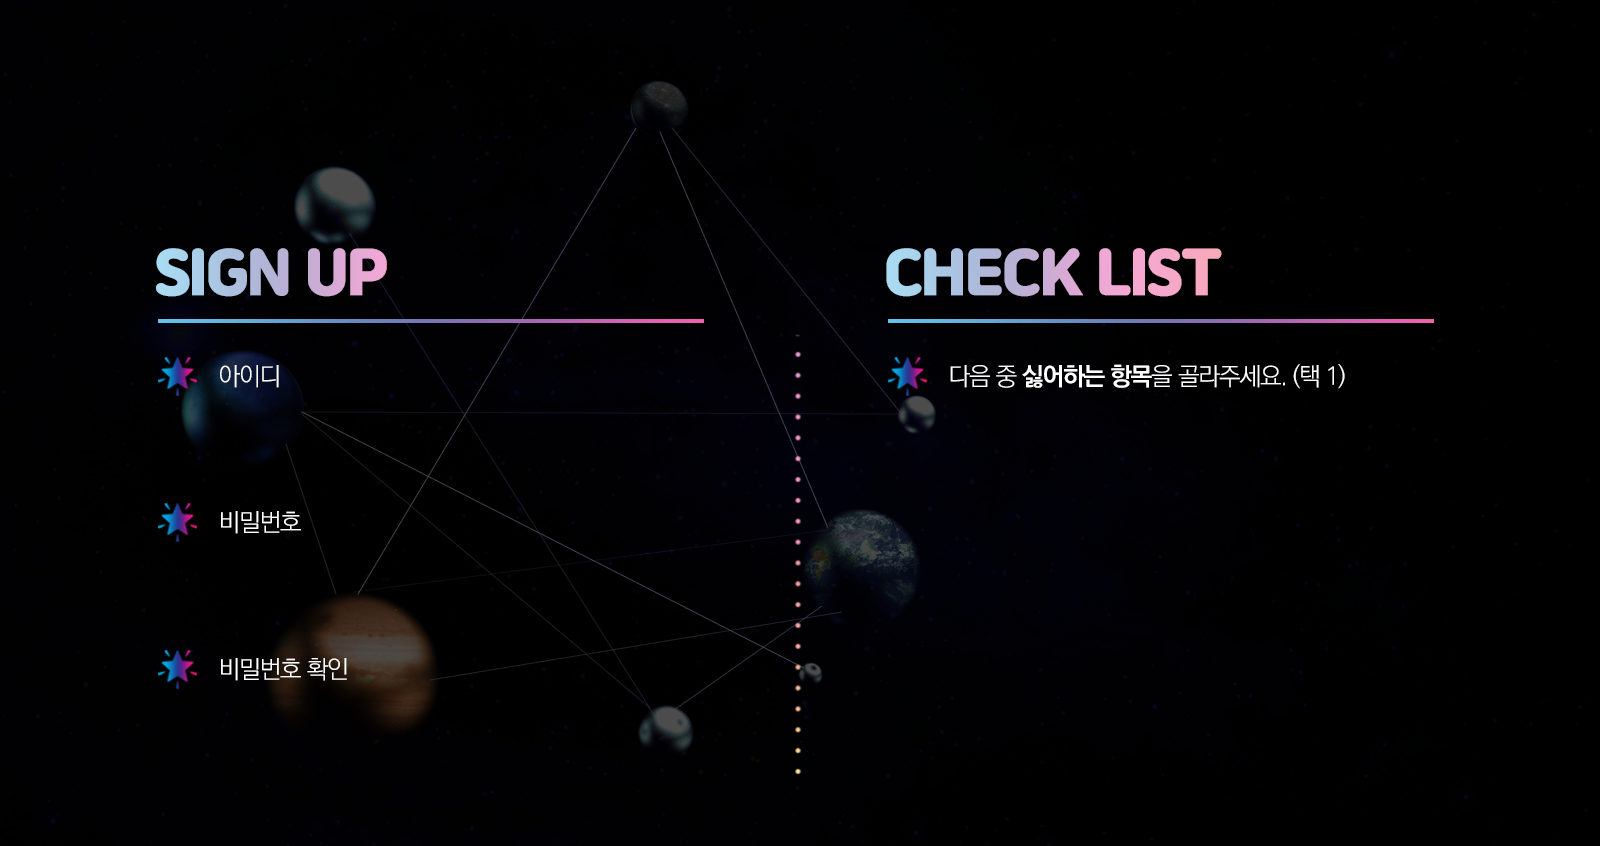 SIGN UP
아이디
비밀번호
비밀번호 확인
CHECK LIST
다음 중 싫어하는 항목을 골라주세요. (택 1)